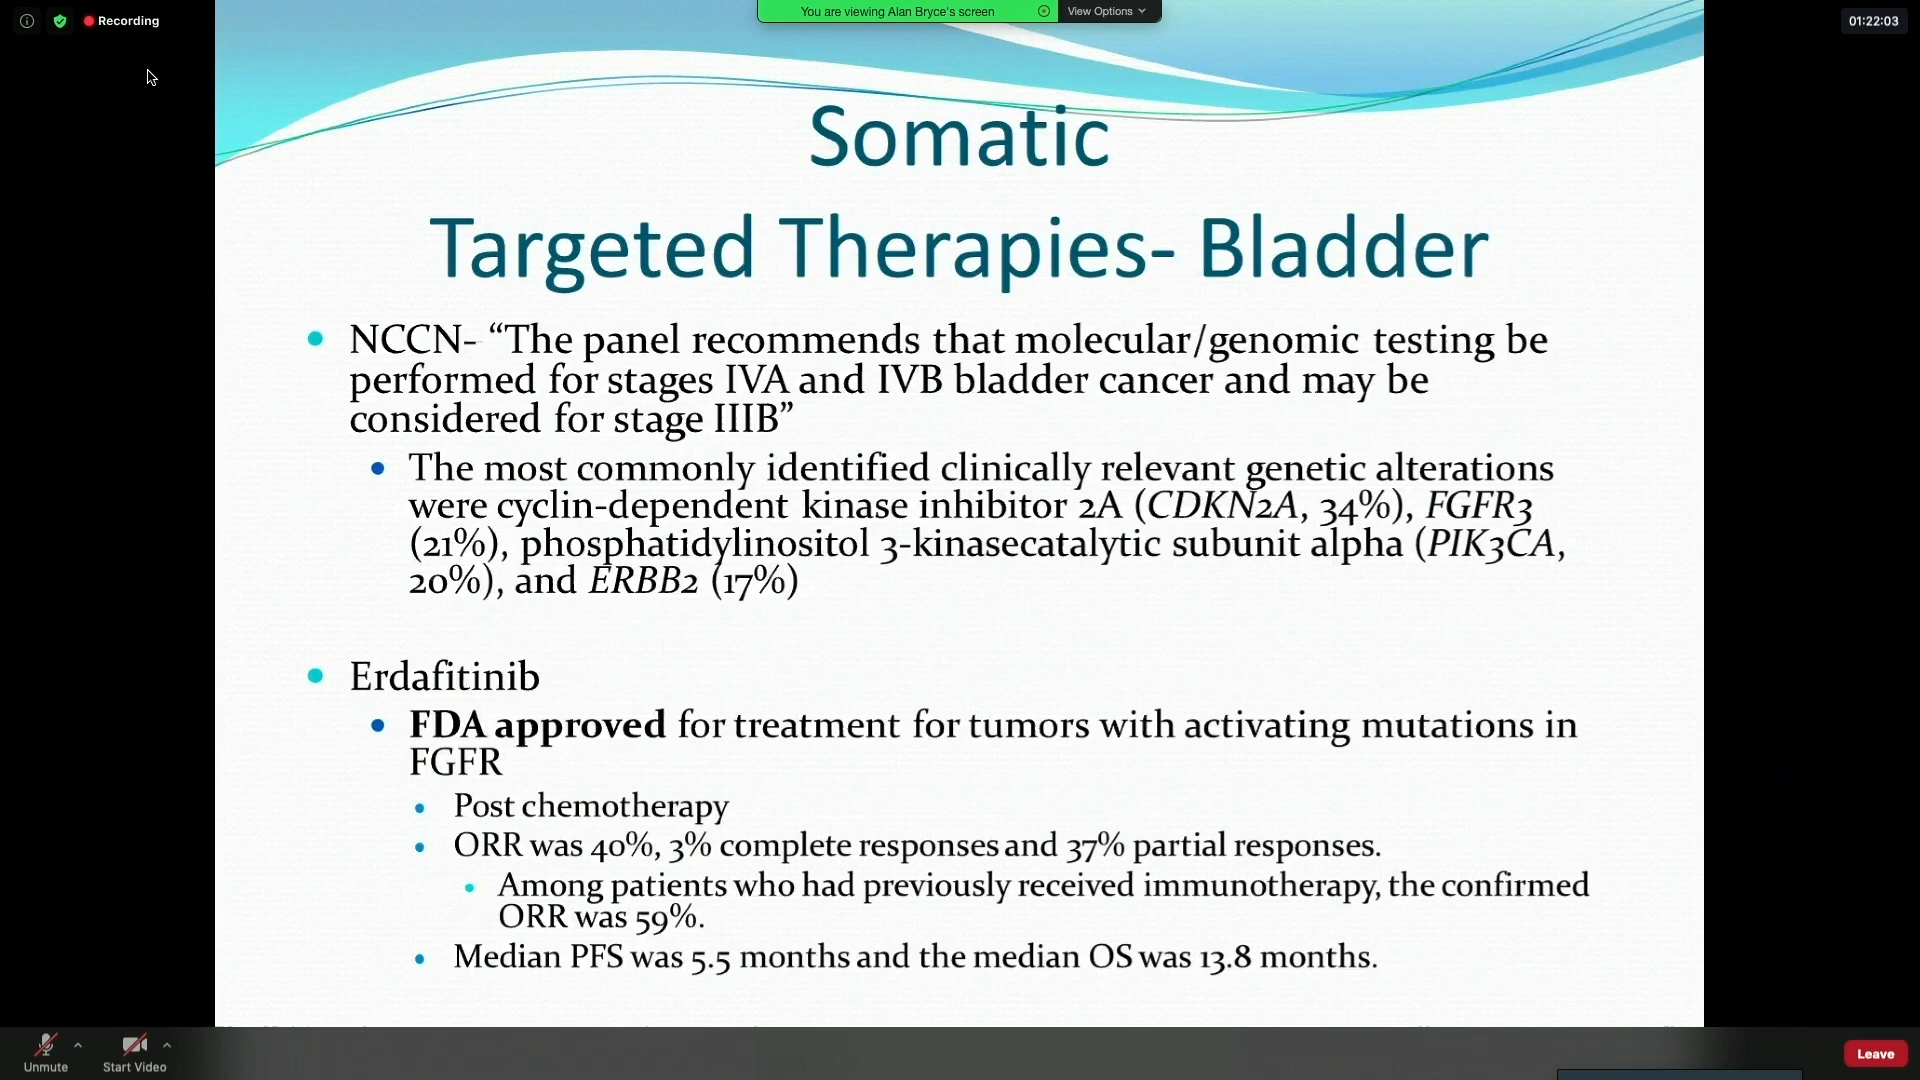 Recording
You are viewing Alan Bryce's screen
View Options
01:22:03
Somatic
Targeted Therapies- Bladder
NCCN- “The panel recommends that molecular/genomic testing be
performed for stages IVA and IVB bladder cancer and may be
considered for stage IIIB”
The most commonly identified clinically relevant genetic alterations
were cyclin-dependent kinase inhibitor 2A (CDKN2A, 34%), FGFR3
(21%), phosphatidylinositol 3-kinasecatalytic subunit alpha (PIK3CA,
20%), and ERBB2 (17%)
Erdafitinib
FDA approved for treatment for tumors with activating mutations in
FGFR
Post chemotherapy
ORR was 40%, 3% complete responses and 37% partial responses.
Among patients who had previously received immunotherapy, the confirmed
ORR was 59%.
Median PFS was 5.5 months and the median OS was 13.8 months.
Unmute
Start Video
Leave